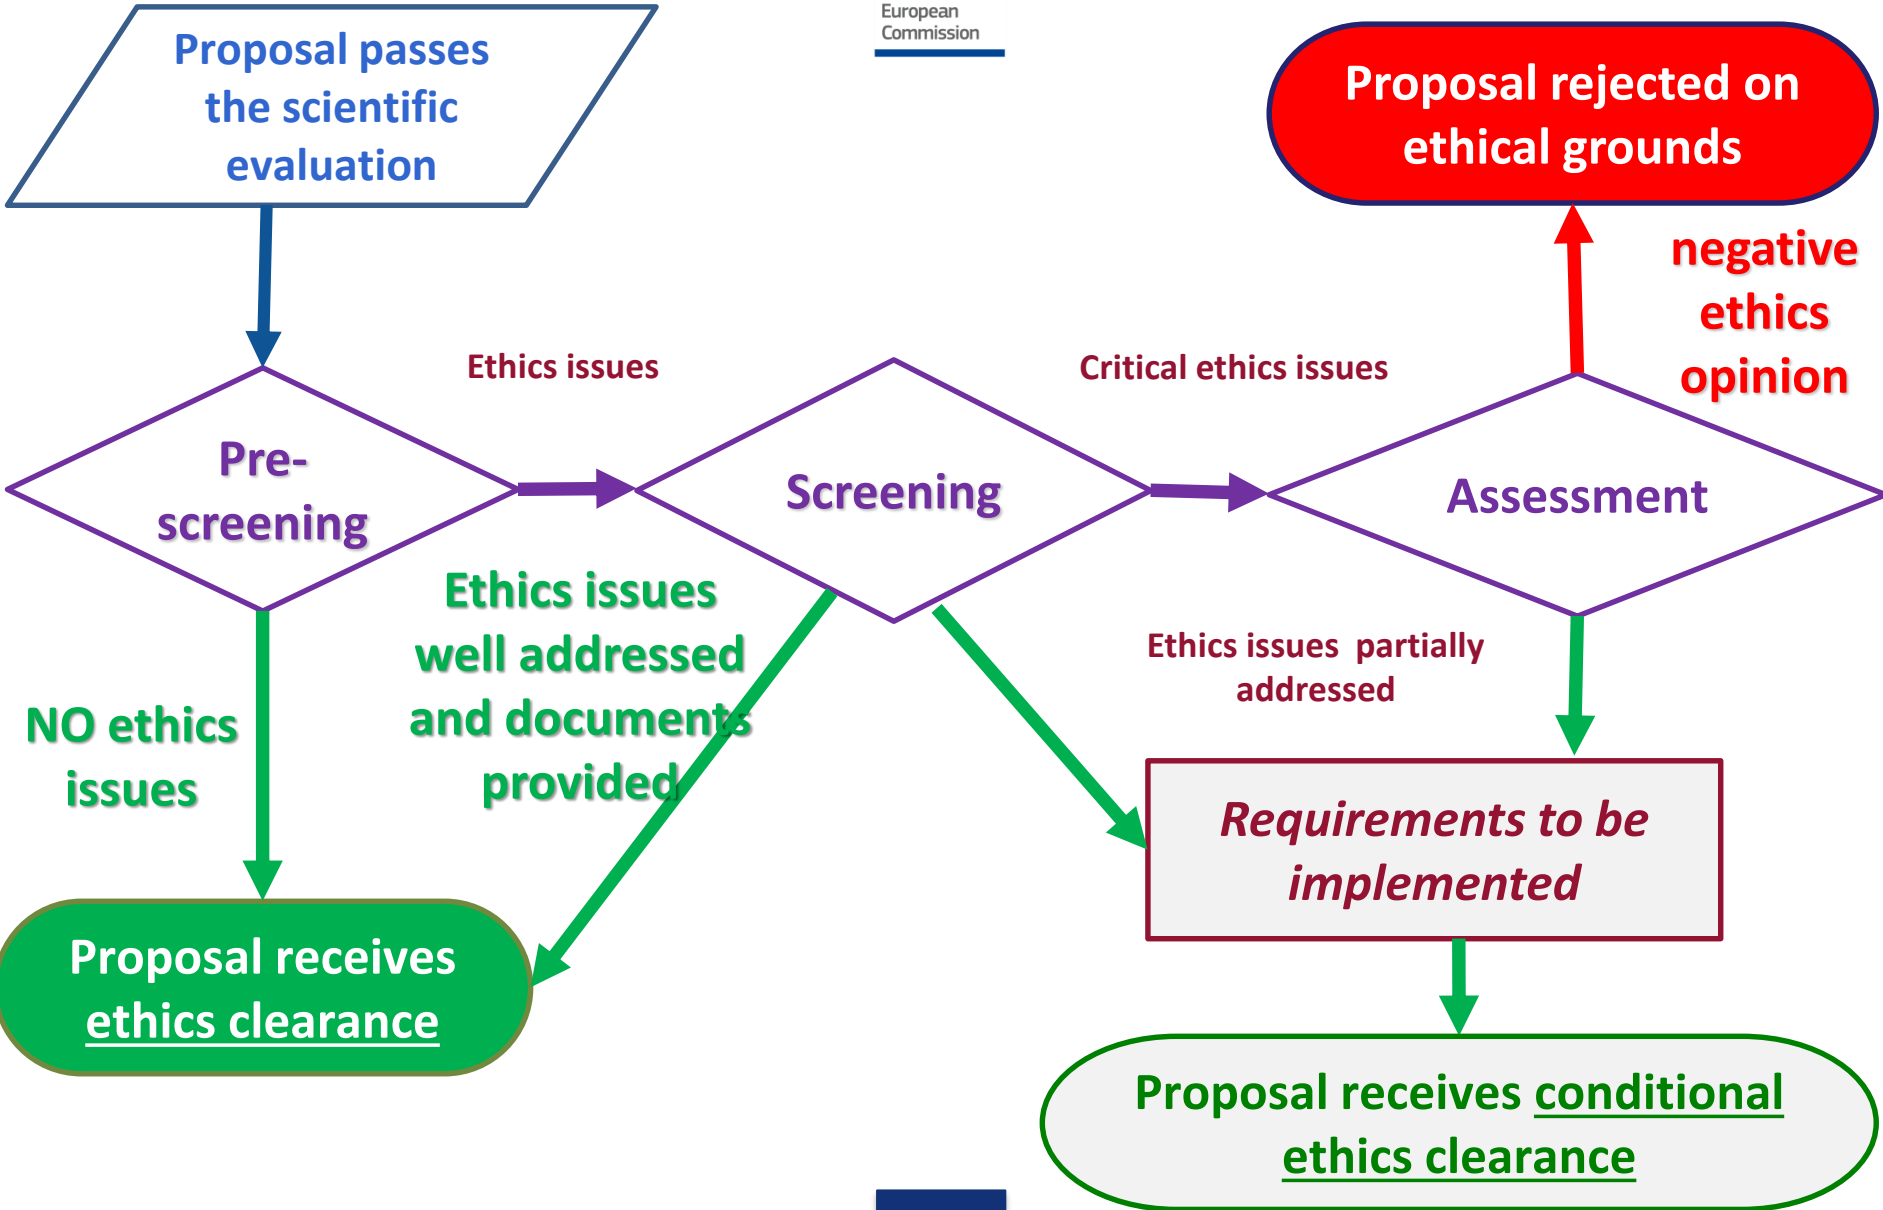 European
Commission
Proposal passes
the scientific
evaluation
Proposal rejected on
ethical grounds
negative
ethics
opinion
Ethics issues
Critical ethics issues
Pre-
screening
Screening
Assessment
Ethics issues
well addressed
and documents
provided
Ethics issues  partially
addressed
NO ethics
issues
Requirements to be
implemented
Proposal receives
ethics clearance
Proposal receives conditional
ethics clearance